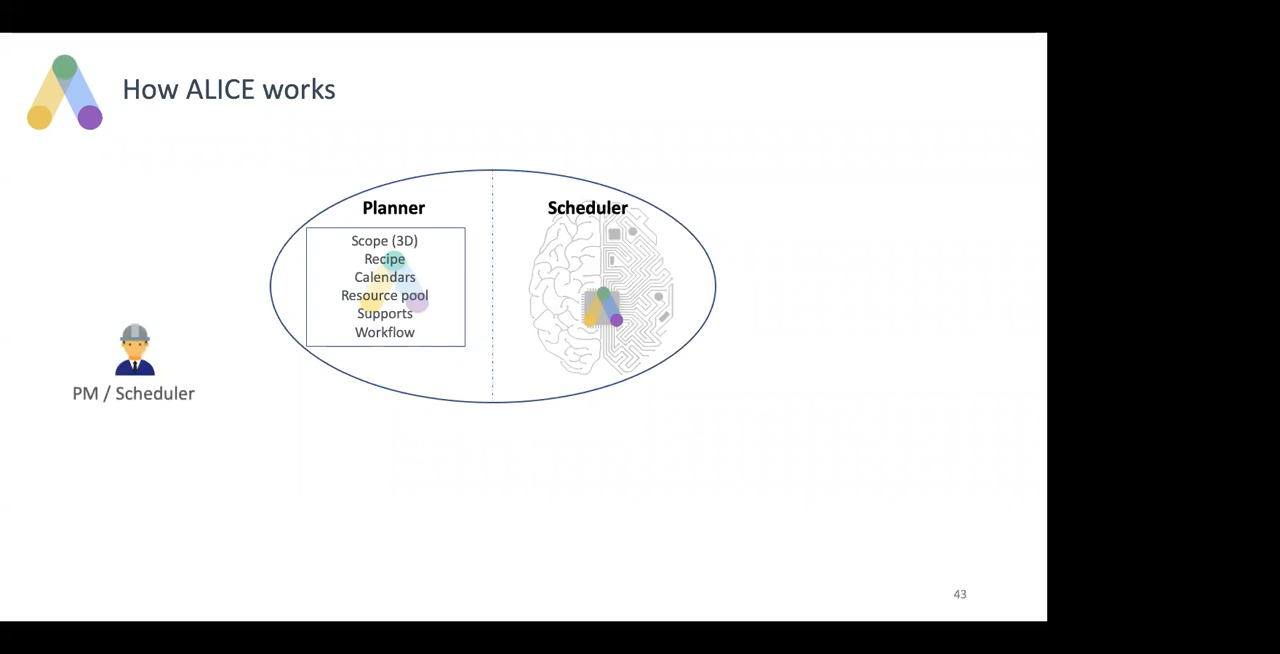 How ALICE works
Planner
Scheduler
Scope (3D)
Recipe
Calendars
Resource pool
Supports
Workflow
PM / Scheduler
43